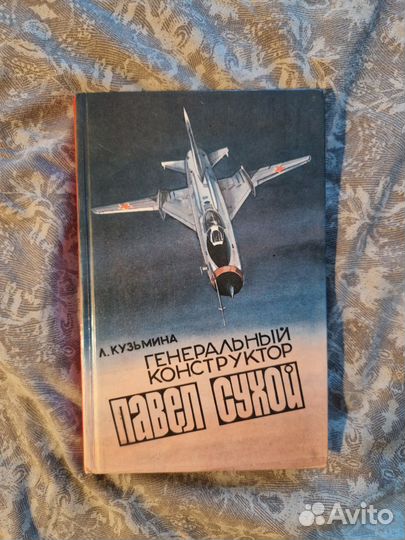 Л. КУЗЬМИНА
ГЕНЕРАЛЬНЫЙ
КОНСТРУКТОР
ПАВЕЛ СУХОЙ
Avito